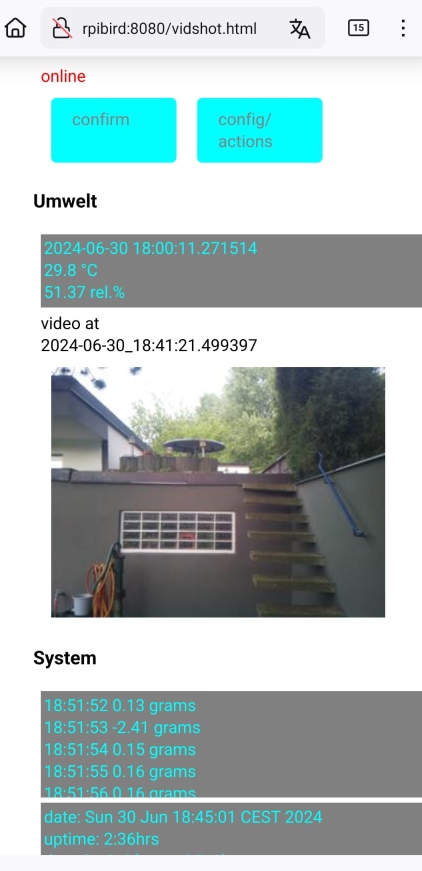 rpibird:8080/vidshot.html
15
online
confirm
config/
actions
Umwelt
2024-06-30 18:00:11.271514
29.8 °C
51.37 rel.%
video at
2024-06-30_18:41:21.499397
System
18:51:52 0.13 grams
18:51:53 -2.41 grams
18:51:54 0.15 grams
18:51:55 0.16 grams
18:51:56 0.16 grams
date: Sun 30 Jun 18:45:01 CEST 2024
uptime: 2:36hrs